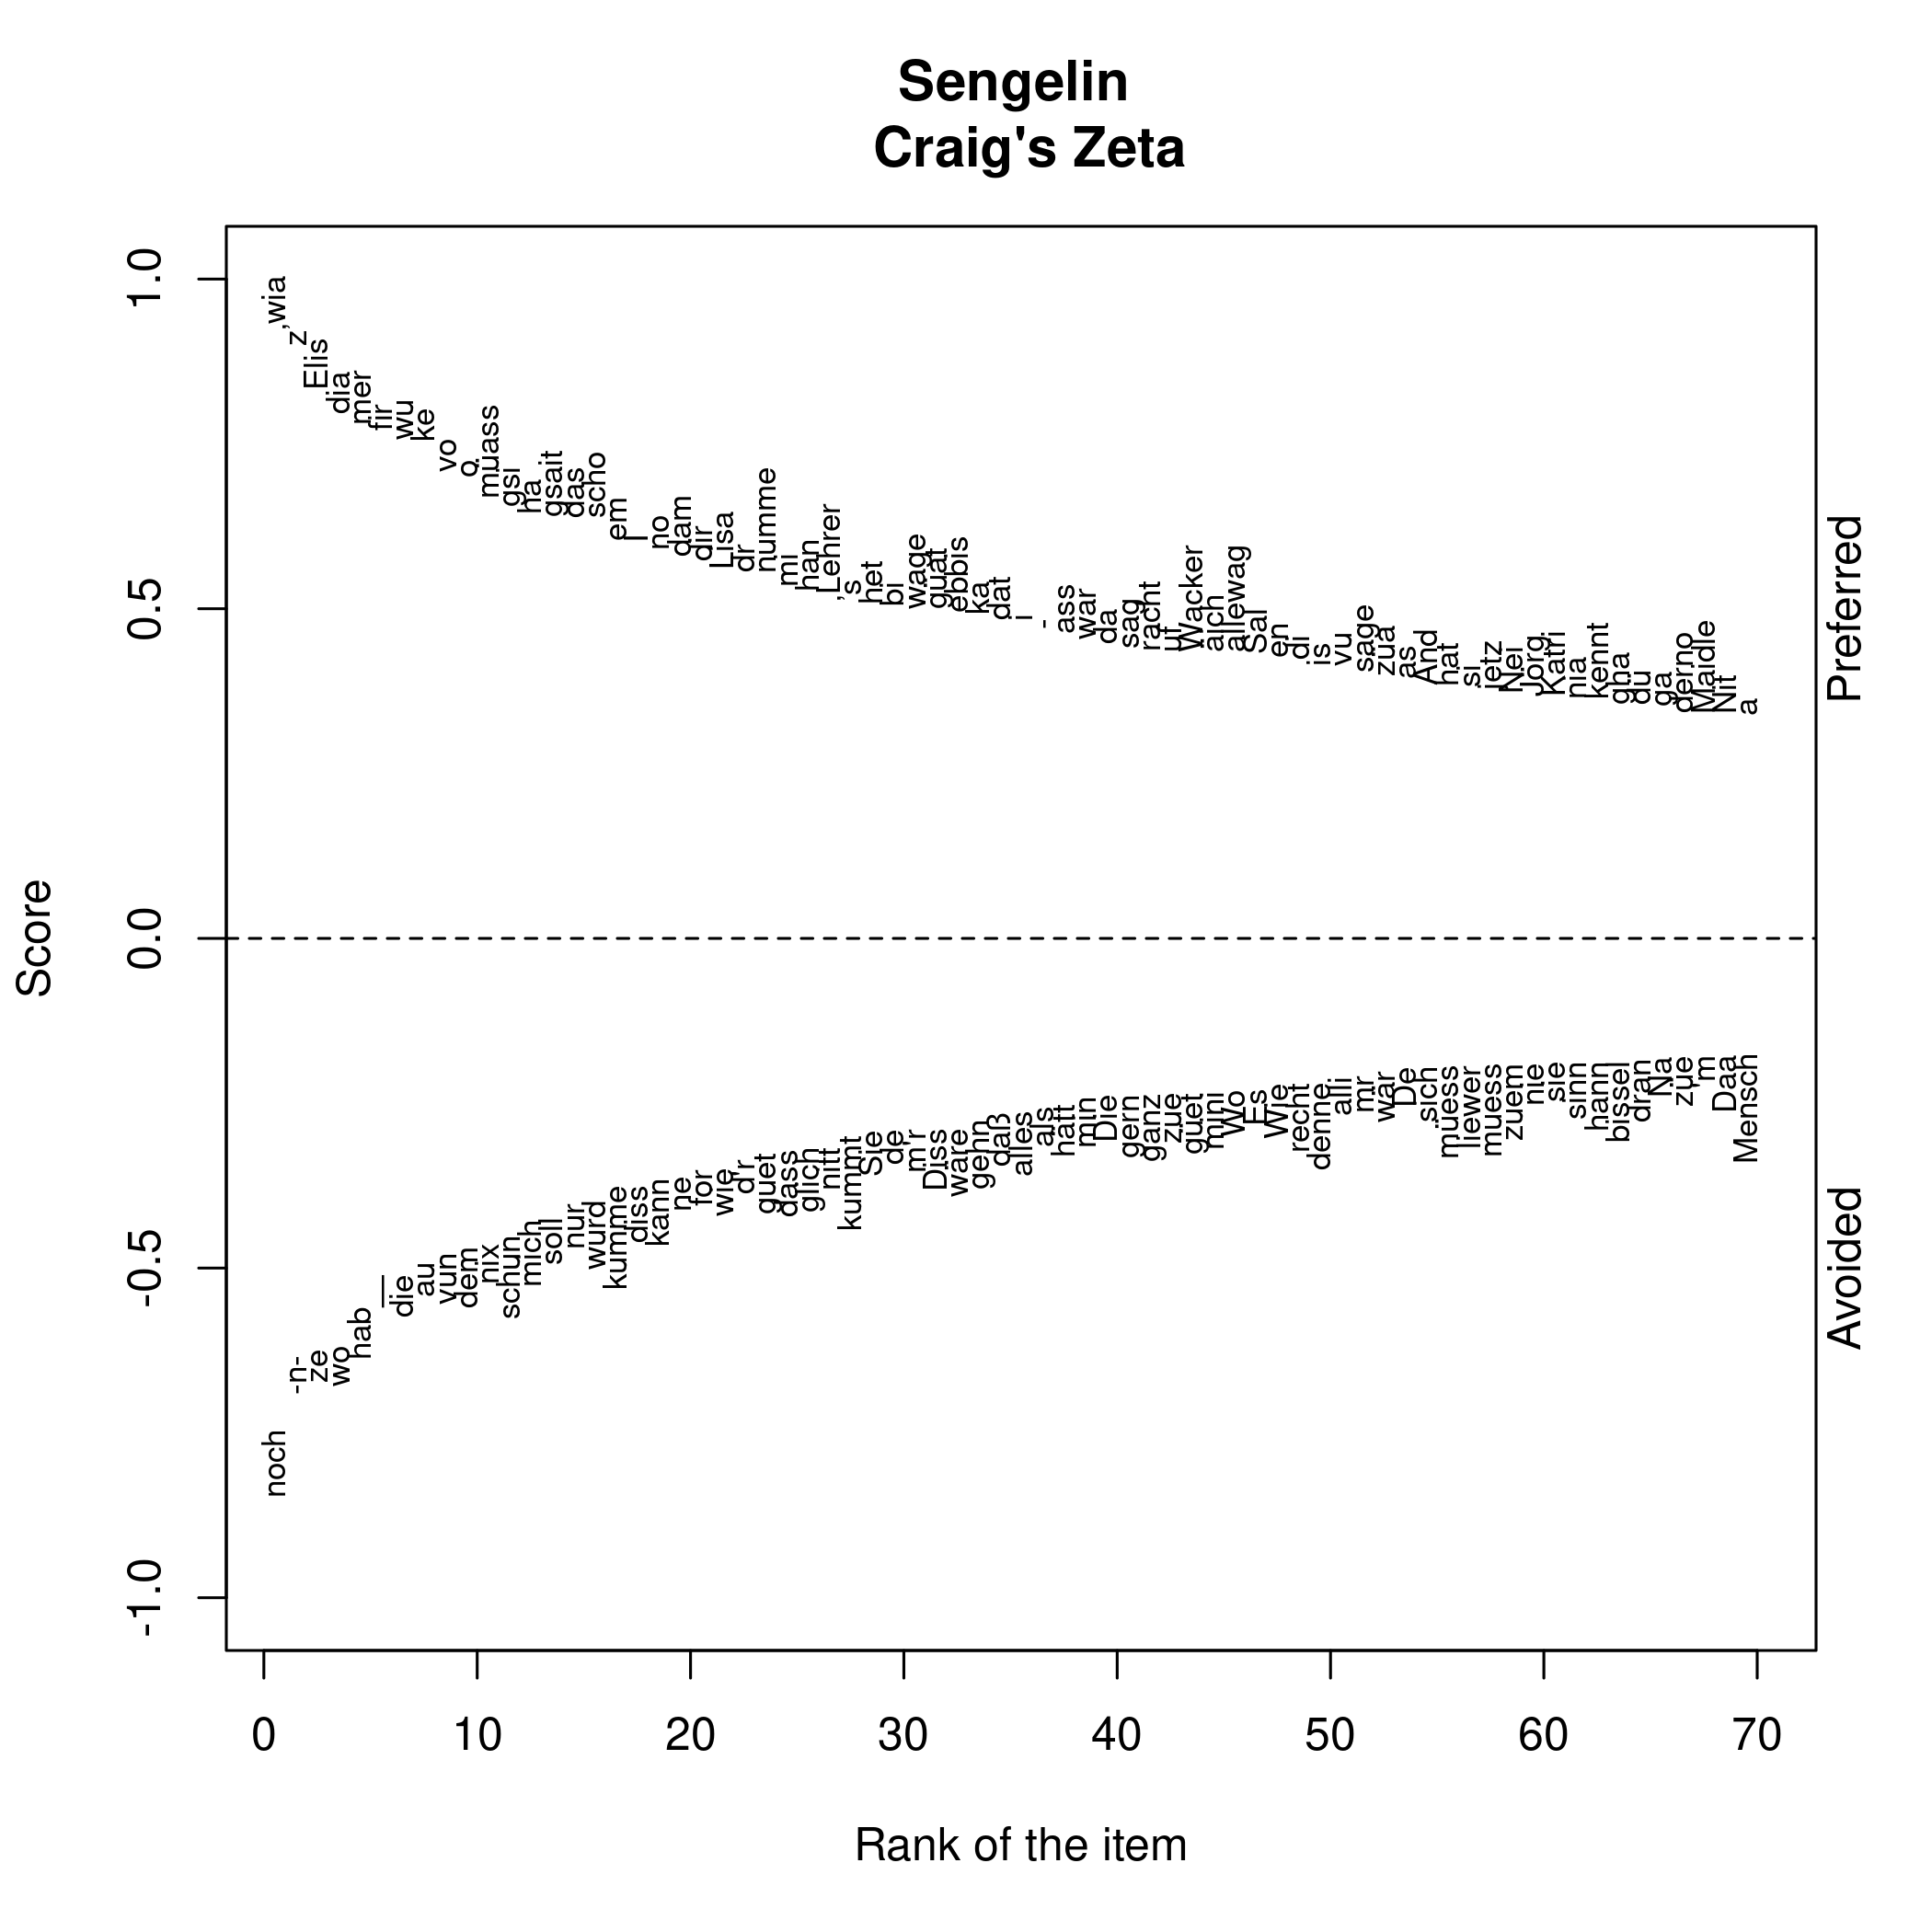 Sengelin
Craig's Zeta
Score
1.0
0.5
0.0
-0.5
-1.0
Preferred
Avoided
wia
z
Elis
dia
mer
fir
wu
ke
vo
muass
gsi
ha
gsait
das
scho
em
I
no
dam
dir
Lisa
dr
numme
mi
han
Lehrer
's
het
bi
wage
guat
ebbis
ka
dat
i
-
ass
war
da
sag
racht
Wacker
aich
allewag
Sal
en
di
is
vu
sage
zua
as
And
hat
si
jetz
Nei
Jorg
Katri
nia
kennt
gna
du
ga
derno
Maidle
Nit
a
noch
-n-
ze
wo
hab
die
au
vun
dem
nix
schun
mich
soll
nur
wurd
kumme
diss
kann
ne
for
wie
d'r
guet
dass
glich
nitt
kummt
Sie
de
m'r
Diss
ware
gehn
daß
alles
als
hatt
min
Die
gern
ganz
zue
guet
mini
Wo
Es
Wie
recht
denne
alli
mr
war
De
sich
müess
liewer
muess
zuem
nie
sie
sinn
hann
bissel
dran
Na
zue
'm
Daa
Mensch
0
10
20
30
40
50
60
70
Rank of the item